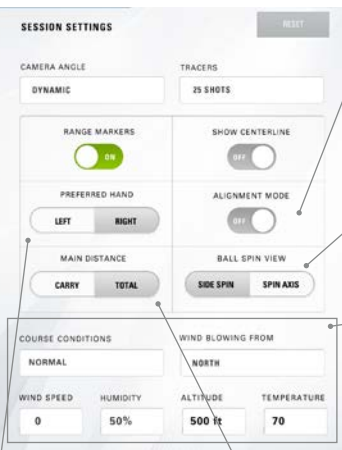 SESSION SETTINGS
RESET
CAMERA ANGLE TRACERS
DYNAMIC 25 SHOTS
RANGE MARKERS SHOW CENTERLINE
ON OFF
PREFERRED HAND ALIGNMENT MODE
LEFT RIGHT OFF
MAIN DISTANCE BALL SPIN VIEW
CARRY TOTAL SIDE SPIN SPIN AXIS
COURSE CONDITIONS WIND BLOWING FROM
NORMAL NORTH
WIND SPEED HUMIDITY ALTITUDE TEMPERATURE
0 50% 500 ft 70